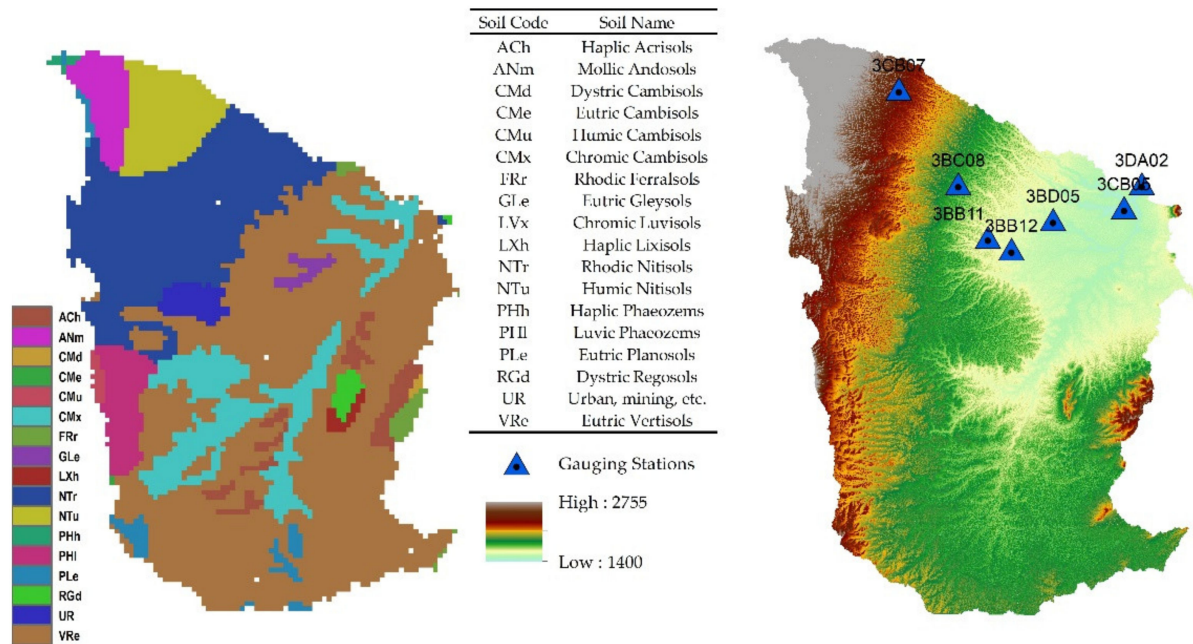 Soil Code Soil Name
ACh Haplic Acrisols
ANm Mollic Andosols
CMd Dystric Cambisols
CMe Eutric Cambisols
CMu Humic Cambisols
CMx Chromic Cambisols
FRr Rhodic Ferralsols
GLe Eutric Gleysols
LVx Chromic Luvisols
LXh Haplic Lixisols
NTr Rhodic Nitisols
NTu Humic Nitisols
PHh Haplic Phaeozems
PHl Luvic Phaeozems
PLe Eutric Planosols
RGd Dystric Regosols
UR Urban, mining, etc.
VRe Eutric Vertisols
Gauging Stations
High : 2755
Low : 1400
ACh
ANm
CMd
CMe
CMu
CMx
FRr
GLe
LXh
NTr
NTu
PHh
PHl
PLe
RGd
UR
VRe
3CB07
3BC08
3DA02
3CB05
3BD05
3BB11
3BB12